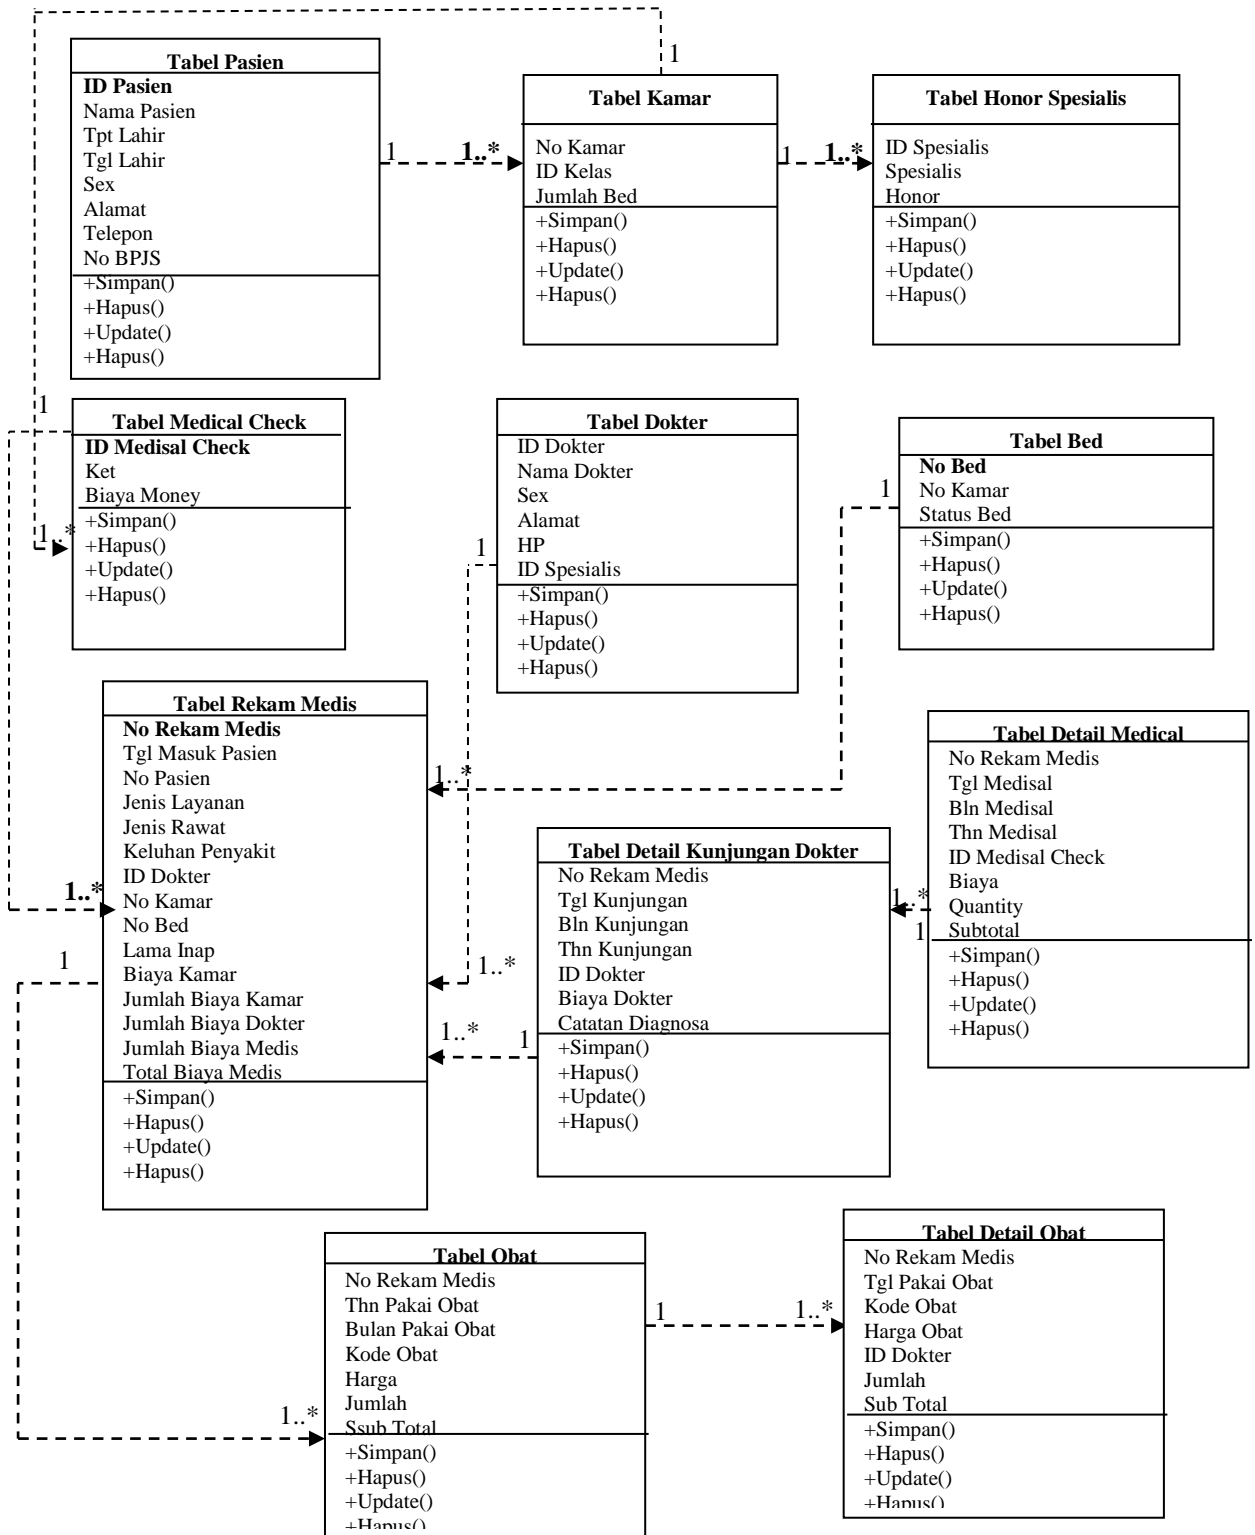 1
Tabel Pasien
ID Pasien
Nama Pasien
Tpt Lahir
Tgl Lahir
Sex
Alamat
Telepon
No BPJS
+Simpan()
+Hapus()
+Update()
+Hapus()
1
1..*
Tabel Kamar
No Kamar
ID Kelas
Jumlah Bed
+Simpan()
+Hapus()
+Update()
+Hapus()
1
1..*
Tabel Honor Spesialis
ID Spesialis
Spesialis
Honor
+Simpan()
+Hapus()
+Update()
+Hapus()
1
1..*
Tabel Medical Check
ID Medisal Check
Ket
Biaya Money
+Simpan()
+Hapus()
+Update()
+Hapus()
1
Tabel Dokter
ID Dokter
Nama Dokter
Sex
Alamat
HP
ID Spesialis
+Simpan()
+Hapus()
+Update()
+Hapus()
1
Tabel Bed
No Bed
No Kamar
Status Bed
+Simpan()
+Hapus()
+Update()
+Hapus()
1..*
1
Tabel Rekam Medis
No Rekam Medis
Tgl Masuk Pasien
No Pasien
Jenis Layanan
Jenis Rawat
Keluhan Penyakit
ID Dokter
No Kamar
No Bed
Lama Inap
Biaya Kamar
Jumlah Biaya Kamar
Jumlah Biaya Dokter
Jumlah Biaya Medis
Total Biaya Medis
+Simpan()
+Hapus()
+Update()
+Hapus()
1..*
1..*
1..*
1
Tabel Detail Kunjungan Dokter
No Rekam Medis
Tgl Kunjungan
Bln Kunjungan
Thn Kunjungan
ID Dokter
Biaya Dokter
Catatan Diagnosa
+Simpan()
+Hapus()
+Update()
+Hapus()
1..*
1
Tabel Detail Medical
No Rekam Medis
Tgl Medisal
Bln Medisal
Thn Medisal
ID Medisal Check
Biaya
Quantity
Subtotal
+Simpan()
+Hapus()
+Update()
+Hapus()
1..*
Tabel Obat
No Rekam Medis
Thn Pakai Obat
Bulan Pakai Obat
Kode Obat
Harga
Jumlah
Ssub Total
+Simpan()
+Hapus()
+Update()
+Hapus()
1
1..*
Tabel Detail Obat
No Rekam Medis
Tgl Pakai Obat
Kode Obat
Harga Obat
ID Dokter
Jumlah
Sub Total
+Simpan()
+Hapus()
+Update()
+Hapus()